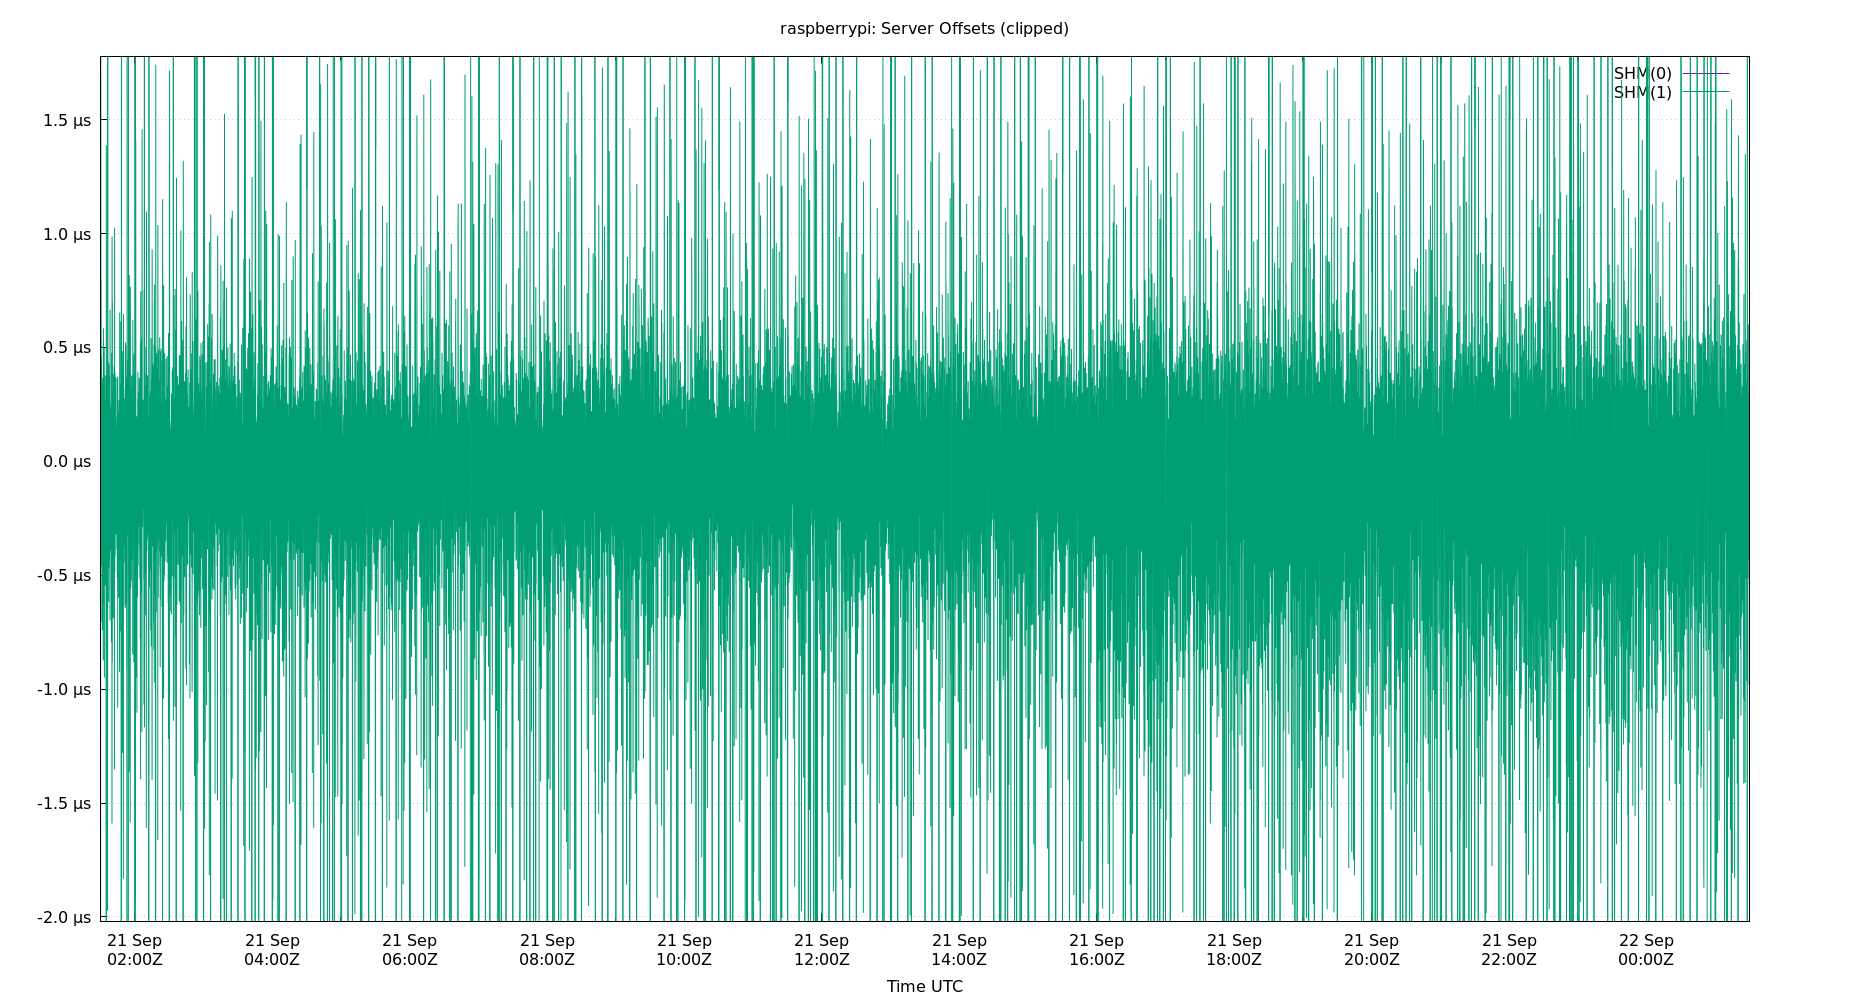 raspberrypi: Server Offsets (clipped)
SHM(0)
SHM(1)
1.5 µs
1.0 µs
0.5 µs
0.0 µs
-0.5 µs
-1.0 µs
-1.5 µs
-2.0 µs
21 Sep 21 Sep 21 Sep 21 Sep 21 Sep 21 Sep 21 Sep 21 Sep 21 Sep 21 Sep 21 Sep 22 Sep
02:00Z 04:00Z 06:00Z 08:00Z 10:00Z 12:00Z 14:00Z 16:00Z 18:00Z 20:00Z 22:00Z 00:00Z
Time UTC